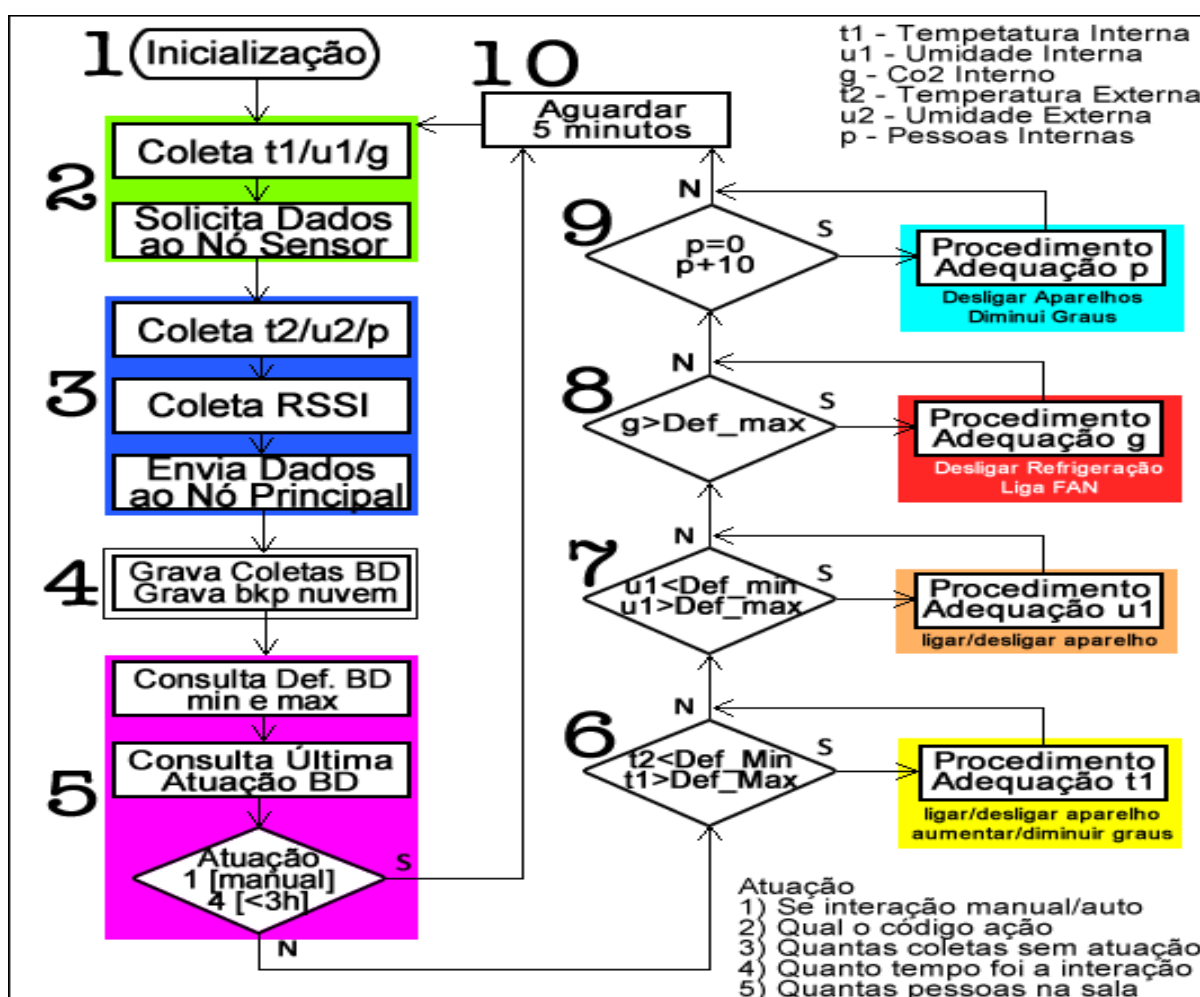 1
Inicialização
2
Coleta t1/u1/g
Solicita Dados
ao Nó Sensor
3
Coleta t2/u2/p
Coleta RSSI
Envia Dados
ao Nó Principal
4
Grava Coletas BD
Grava bkp nuvem
5
Consulta Def. BD
min e max
Consulta Última
Atuação BD
Atuação
1 [manual]
4 [<3h]
S
N
6
t2<Def_Min
t1>Def_Max
S
N
Procedimento
Adequação t1
ligar/desligar aparelho
aumentar/diminuir graus
7
u1<Def_min
u1>Def_max
S
N
Procedimento
Adequação u1
ligar/desligar aparelho
8
g>Def_max
S
N
Procedimento
Adequação g
Desligar Refrigeração
Liga FAN
9
p=0
p+10
S
N
Procedimento
Adequação p
Desligar Aparelhos
Diminui Graus
10
Aguardar
5 minutos
t1 - Tempetatura Interna
u1 - Umidade Interna
g - Co2 Interno
t2 - Temperatura Externa
u2 - Umidade Externa
p - Pessoas Internas
Atuação
1) Se interação manual/auto
2) Qual o código ação
3) Quantas coletas sem atuação
4) Quanto tempo foi a interação
5) Quantas pessoas na sala